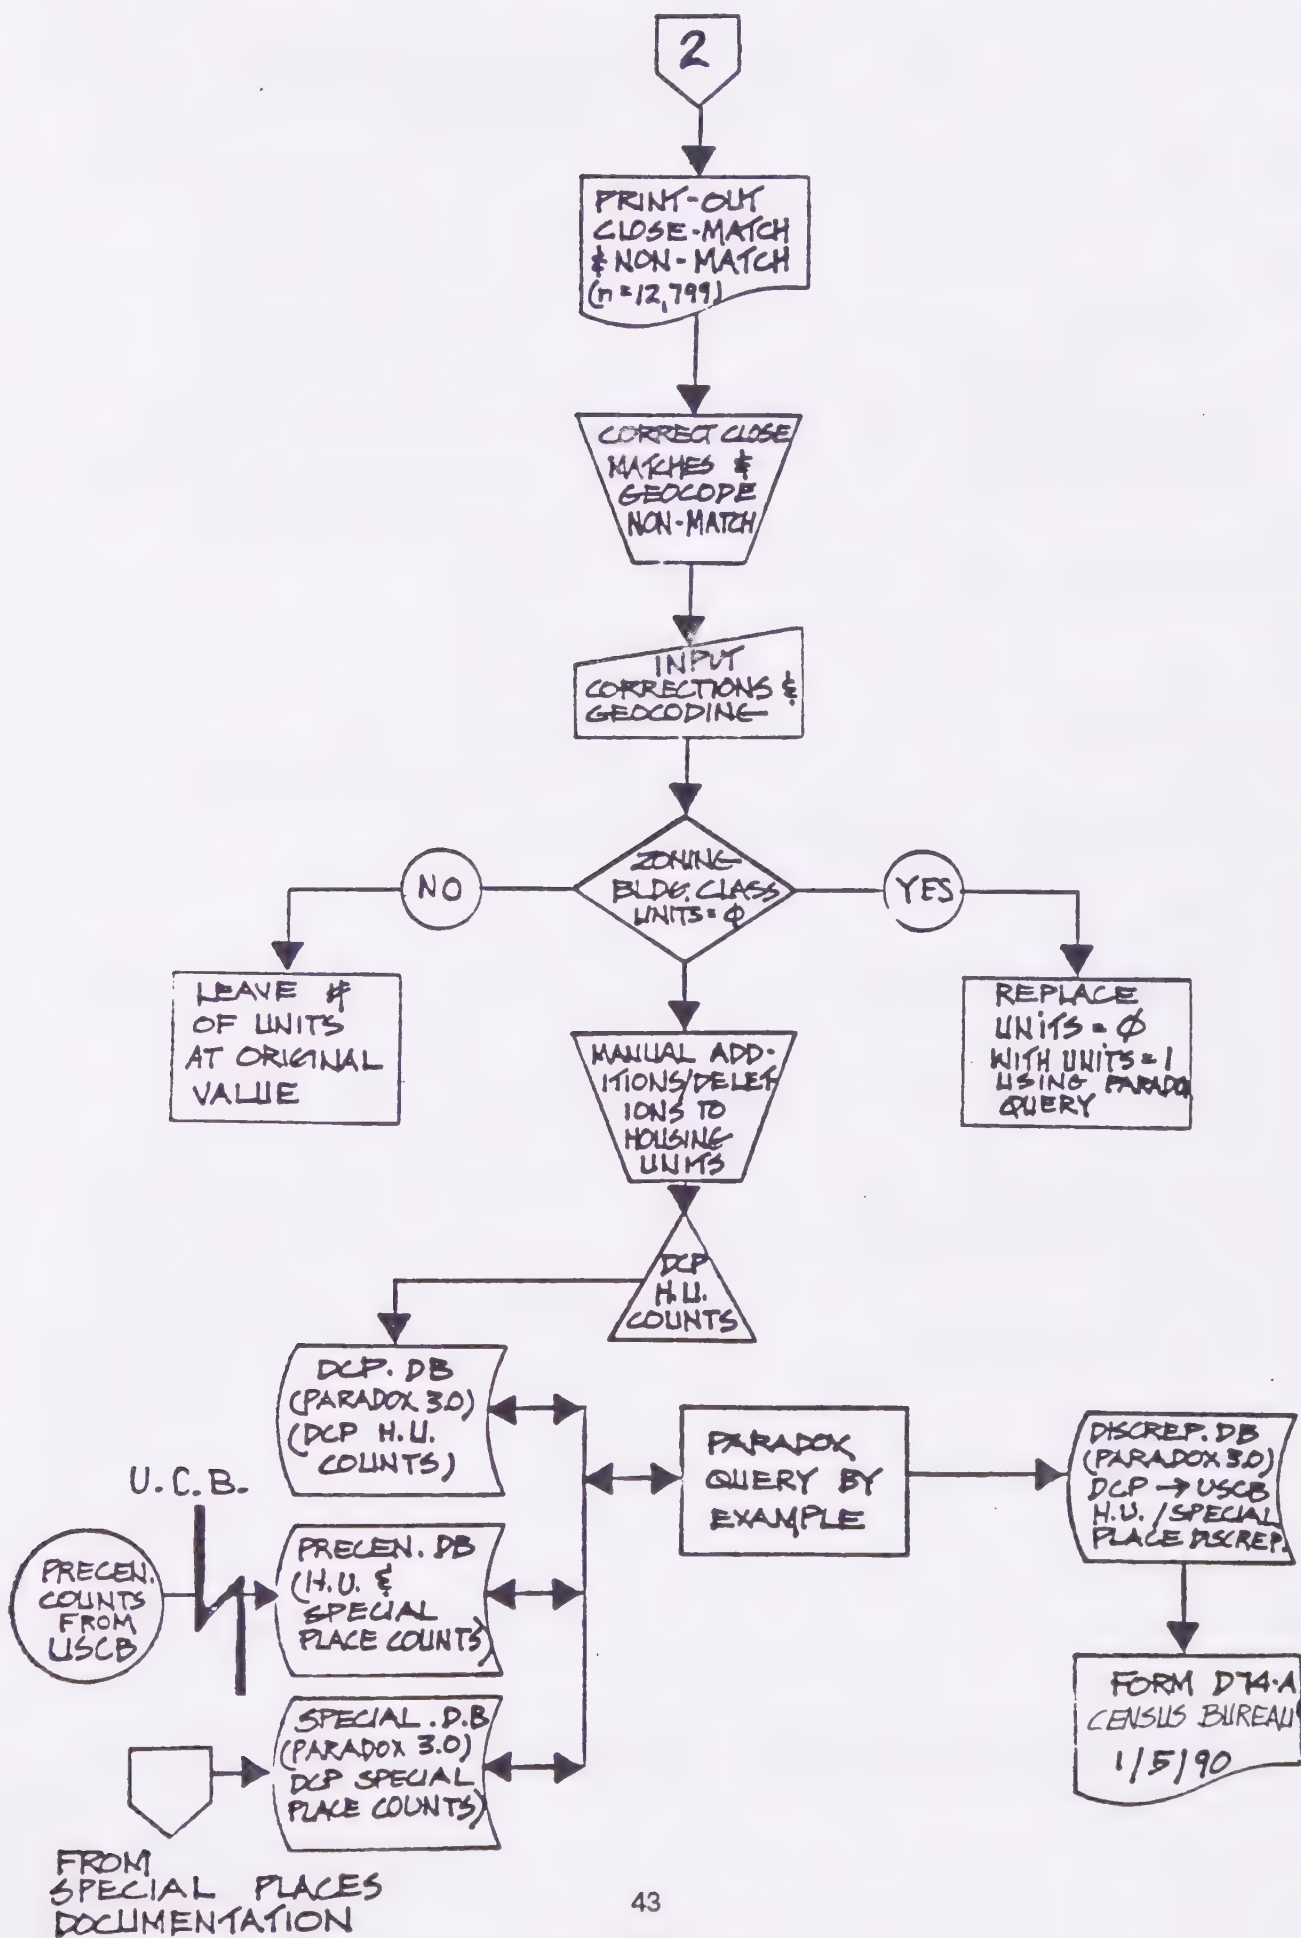 2
PRINT-OUT
CLOSE-MATCH
& NON-MATCH
(n=12,799)
CORRECT CLOSE
MATCHES &
GEOCODE
NON-MATCH
INPUT
CORRECTIONS &
GEOCODING
ZONING
BLDG. CLASS
UNITS = Ø
NO
YES
LEAVE #
OF UNITS
AT ORIGINAL
VALUE
REPLACE
UNITS = Ø
WITH UNITS = 1
USING PARADOX
QUERY
MANUAL ADD-
ITIONS/DELET
IONS TO
HOUSING
UNITS
DCP
H.U.
COUNTS
DCP. DB
(PARADOX 3.0)
(DCP H.U.
COUNTS)
U.C.B.
PRECEN.
COUNTS
FROM
USCB
PRECEN. DB
(H.U. &
SPECIAL
PLACE COUNTS)
SPECIAL . D.B
(PARADOX 3.0)
DCP SPECIAL
PLACE COUNTS)
FROM
SPECIAL PLACES
DOCUMENTATION
PARADOX
QUERY BY
EXAMPLE
DISCREP. DB
(PARADOX 3.0)
DCP → USCB
H.U. / SPECIAL
PLACE DISCREP.
FORM D74.A
CENSUS BUREAU
1/5/90
43